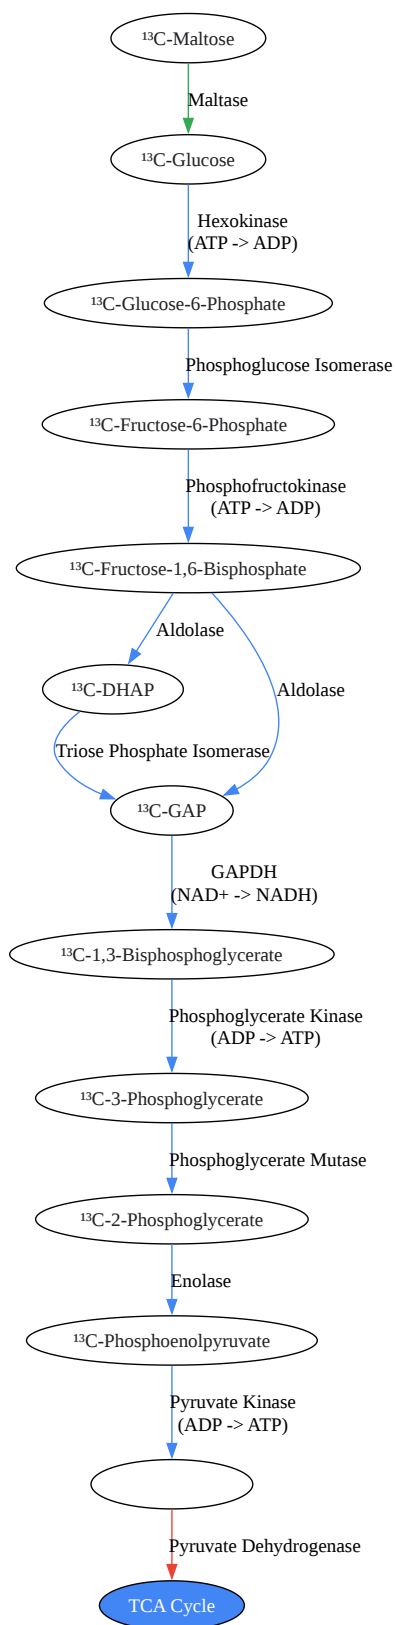 ¹³C-Maltose
Maltase
¹³C-Glucose
Hexokinase
(ATP -> ADP)
¹³C-Glucose-6-Phosphate
Phosphoglucose Isomerase
¹³C-Fructose-6-Phosphate
Phosphofructokinase
(ATP -> ADP)
¹³C-Fructose-1,6-Bisphosphate
Aldolase
¹³C-DHAP
Aldolase
Triose Phosphate Isomerase
¹³C-GAP
GAPDH
(NAD+ -> NADH)
¹³C-1,3-Bisphosphoglycerate
Phosphoglycerate Kinase
(ADP -> ATP)
¹³C-3-Phosphoglycerate
Phosphoglycerate Mutase
¹³C-2-Phosphoglycerate
Enolase
¹³C-Phosphoenolpyruvate
Pyruvate Kinase
(ADP -> ATP)
Pyruvate Dehydrogenase
TCA Cycle